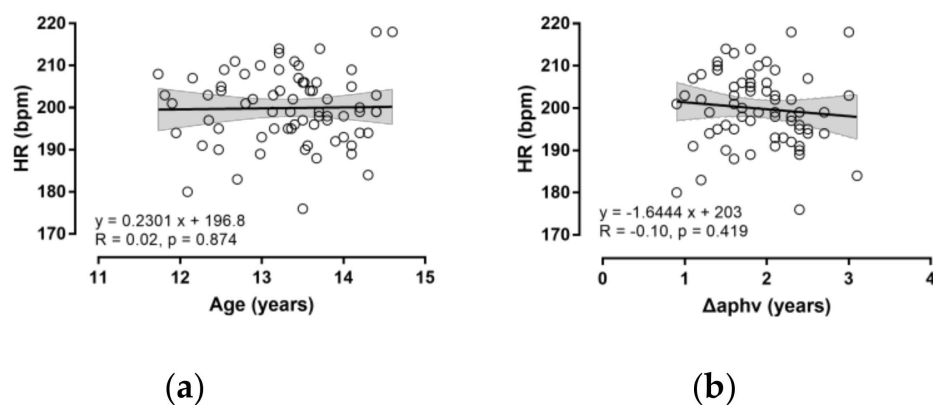 220
210
200
190
180
170
HR (bpm)
y = 0.2301 x + 196.8
R = 0.02, p = 0.874
11 12 13 14 15
Age (years)
(a)
220
210
200
190
180
170
HR (bpm)
y = -1.6444 x + 203
R = -0.10, p = 0.419
0 1 2 3 4
Δaphv (years)
(b)